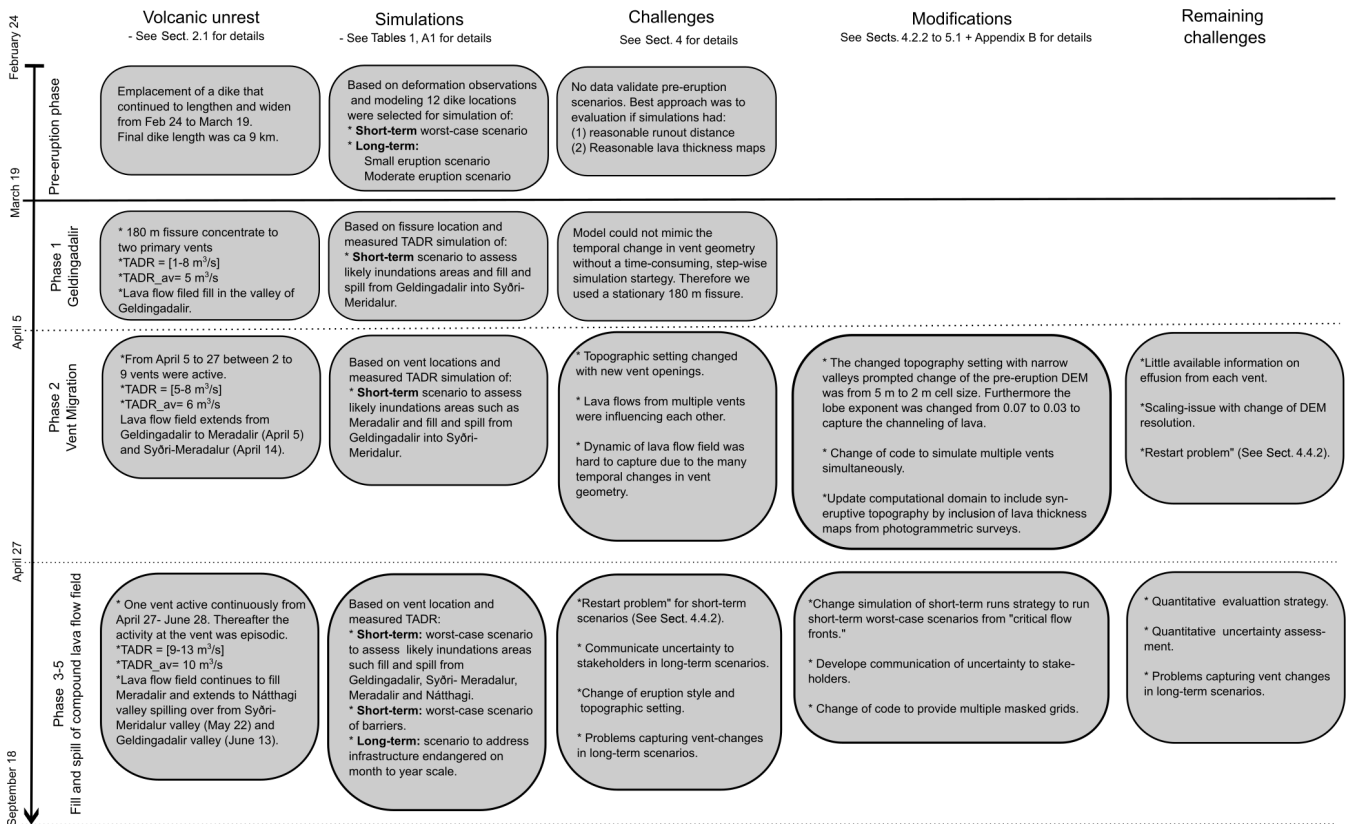 Volcanic unrest
- See Sect. 2.1 for details
Simulations
- See Tables 1, A1 for details
Challenges
See Sect. 4 for details
Modifications
See Sects. 4.2.2 to 5.1 + Appendix B for details
Remaining
challenges
February 24
Pre-eruption phase
Emplacement of a dike that
continued to lengthen and widen
from Feb 24 to March 19.
Final dike length was ca 9 km.
Based on deformation observations
and modeling 12 dike locations
were selected for simulation of:
* Short-term worst-case scenario
* Long-term:
Small eruption scenario
Moderate eruption scenario
No data validate pre-eruption
scenarios. Best approach was to
evaluation if simulations had:
(1) reasonable runout distance
(2) Reasonable lava thickness maps
March 19
Phase 1
Geldingadalir
* 180 m fissure concentrate to
two primary vents
*TADR = [1-8 m³/s]
*TADR_av= 5 m³/s
*Lava flow filed fill in the valley of
Geldingadalir.
Based on fissure location and
measured TADR simulation of:
* Short-term scenario to assess
likely inundations areas and fill and
spill from Geldingadalir into Syðri-
Meridalur.
Model could not mimic the
temporal change in vent geometry
without a time-consuming, step-wise
simulation startegy. Therefore we
used a stationary 180 m fissure.
April 5
Phase 2
Vent Migration
*From April 5 to 27 between 2 to
9 vents were active.
*TADR = [5-8 m³/s]
*TADR_av= 6 m³/s
Lava flow field extends from
Geldingadalir to Meradalir (April 5)
and Syðri-Meradalur (April 14).
Based on vent locations and
measured TADR simulation of:
* Short-term scenario to assess
likely inundations areas such as
Meradalir and fill and spill from
Geldingadalir into Syðri-
Meridalur.
* Topographic setting changed
with new vent openings.
* Lava flows from multiple vents
were influencing each other.
* Dynamic of lava flow field was
hard to capture due to the many
temporal changes in vent
geometry.
* The changed topography setting with narrow
valleys prompted change of the pre-eruption DEM
was from 5 m to 2 m cell size. Furthermore the
lobe exponent was changed from 0.07 to 0.03 to
capture the channeling of lava.
* Change of code to simulate multiple vents
simultaneously.
*Update computational domain to include syn-
eruptive topography by inclusion of lava thickness
maps from photogrammetric surveys.
*Little available information on
effusion from each vent.
*Scaling-issue with change of DEM
resolution.
*Restart problem" (See Sect. 4.4.2).
April 27
Phase 3-5
Fill and spill of compound lava flow field
* One vent active continuously from
April 27- June 28. Thereafter the
activity at the vent was episodic.
*TADR = [9-13 m³/s]
*TADR_av= 10 m³/s
*Lava flow field continues to fill
Meradalir and extends to Nátthagi
valley spilling over from Syðri-
Meridalur valley (May 22) and
Geldingadalir valley (June 13).
Based on vent location and
measured TADR:
* Short-term: worst-case scenario
to assess likely inundations areas
such fill and spill from
Geldingadalir, Syðri- Meradalur,
Meradalir and Nátthagi.
* Short-term: worst-case scenario
of barriers.
* Long-term: scenario to address
infrastructure endangered on
month to year scale.
*Restart problem" for short-term
scenarios (See Sect. 4.4.2).
* Communicate uncertainty to
stakeholders in long-term scenarios.
*Change of eruption style and
topographic setting.
* Problems capturing vent-changes
in long-term scenarios.
*Change simulation of short-term runs strategy to run
short-term worst-case scenarios from "critical flow
fronts."
* Develope communication of uncertainty to stake-
holders.
* Change of code to provide multiple masked grids.
* Quantitative evaluattion strategy.
* Quantitative uncertainty assess-
ment.
* Problems capturing vent changes
in long-term scenarios.
September 18